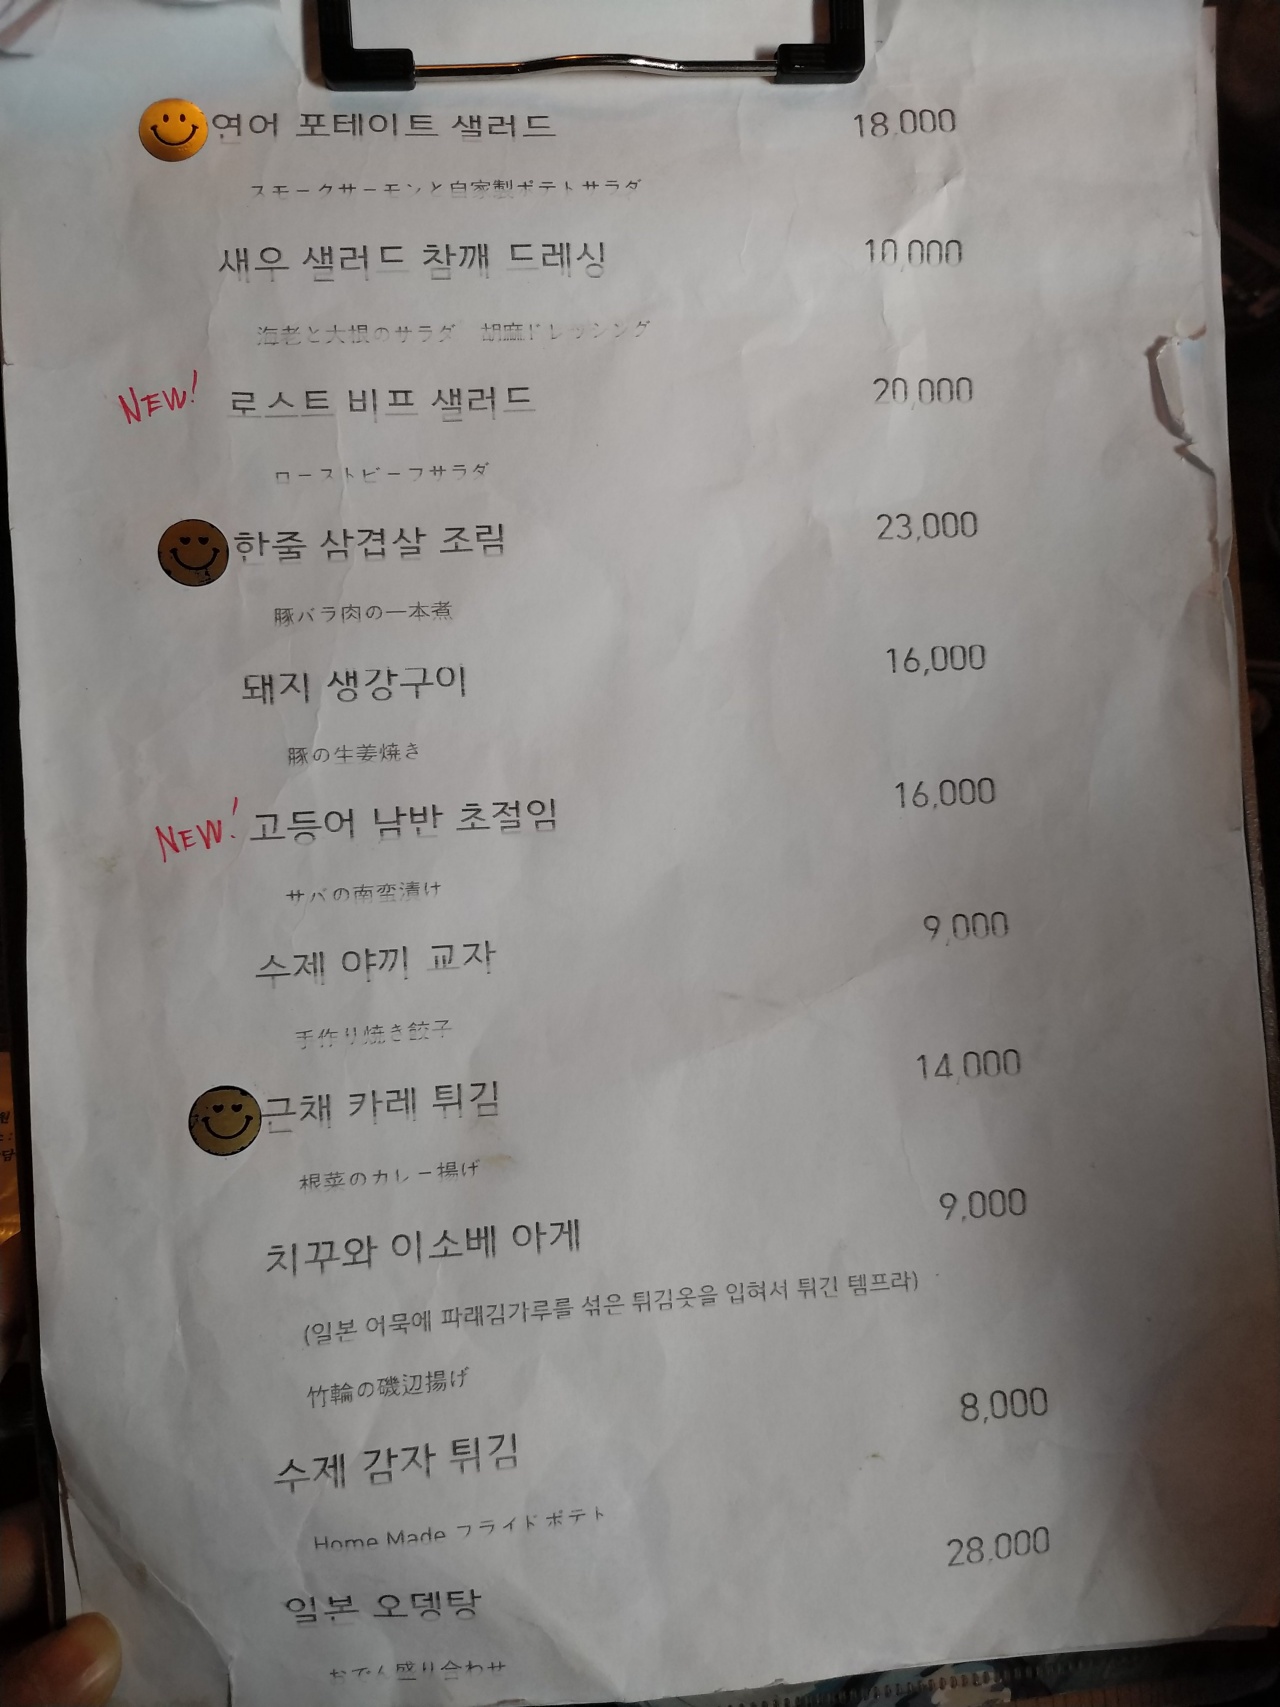 연어 포테이트 샐러드 18,000
スモークサーモンと自家製ポテトサラダ
새우 샐러드 참깨 드레싱 10,000
海老と大根のサラダ 胡麻ドレッシング
NEW! 로스트 비프 샐러드 20,000
ローストビーフサラダ
한줄 삼겹살 조림 23,000
豚バラ肉の一本煮
돼지 생강구이 16,000
豚の生姜焼き
NEW! 고등어 남반 초절임 16,000
サバの南蛮漬け
수제 야끼 교자 9,000
手作り焼き餃子
근채 카레 튀김 14,000
根菜のカレー揚げ
치꾸와 이소베 아게 9,000
(일본 어묵에 파래김가루를 섞은 튀김옷을 입혀서 튀긴 템프라)
竹輪の磯辺揚げ
수제 감자 튀김 8,000
Home Made フライドポテト
일본 오뎅탕 28,000
おでん盛り合わせ